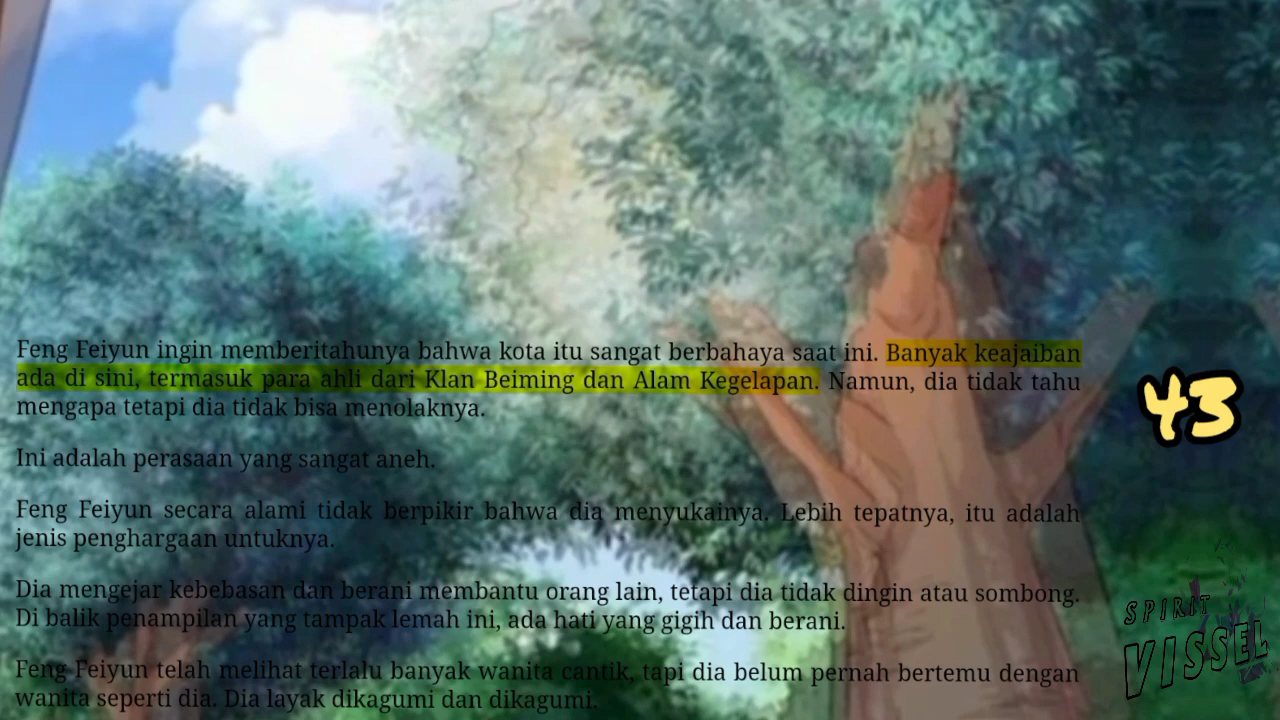 Feng Feiyun ingin memberitahunya bahwa kota itu sangat berbahaya saat ini. Banyak keajaiban
ada di sini, termasuk para ahli dari Klan Beiming dan Alam Kegelapan. Namun, dia tidak tahu
mengapa tetapi dia tidak bisa menolaknya.
Ini adalah perasaan yang sangat aneh.
Feng Feiyun secara alami tidak berpikir bahwa dia menyukainya. Lebih tepatnya, itu adalah
jenis penghargaan untuknya.
Dia mengejar kebebasan dan berani membantu orang lain, tetapi dia tidak dingin atau sombong.
Di balik penampilan yang tampak lemah ini, ada hati yang gigih dan berani.
Feng Feiyun telah melihat terlalu banyak wanita cantik, tapi dia belum pernah bertemu dengan
wanita seperti dia. Dia layak dikagumi dan dikagumi.
43
SPIRIT
VISSEL